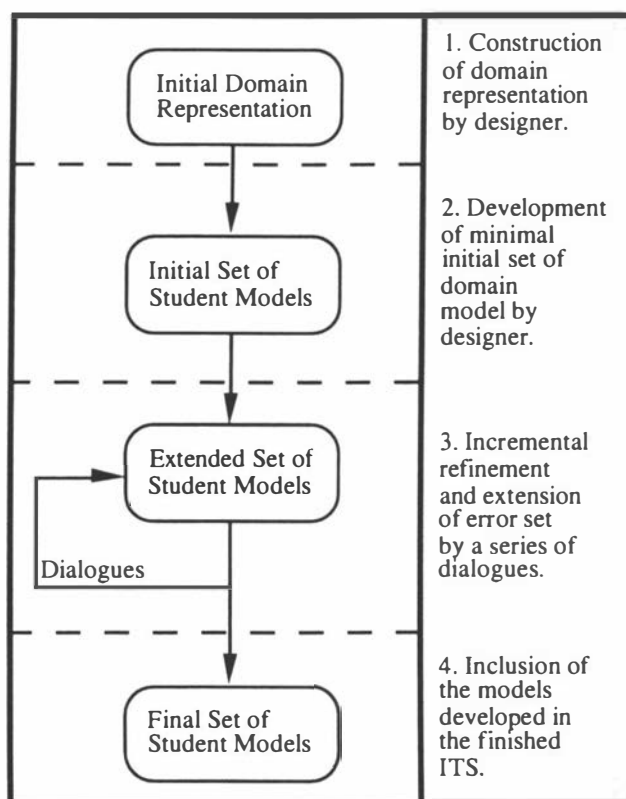 Initial Domain
Representation
1. Construction
of domain
representation
by designer.
Initial Set of
Student Models
2. Development
of minimal
initial set of
domain
model by
designer.
Extended Set of
Student Models
Dialogues
3. Incremental
refinement
and extension
of error set
by a series of
dialogues.
Final Set of
Student Models
4. Inclusion of
the models
developed in
the finished
ITS.